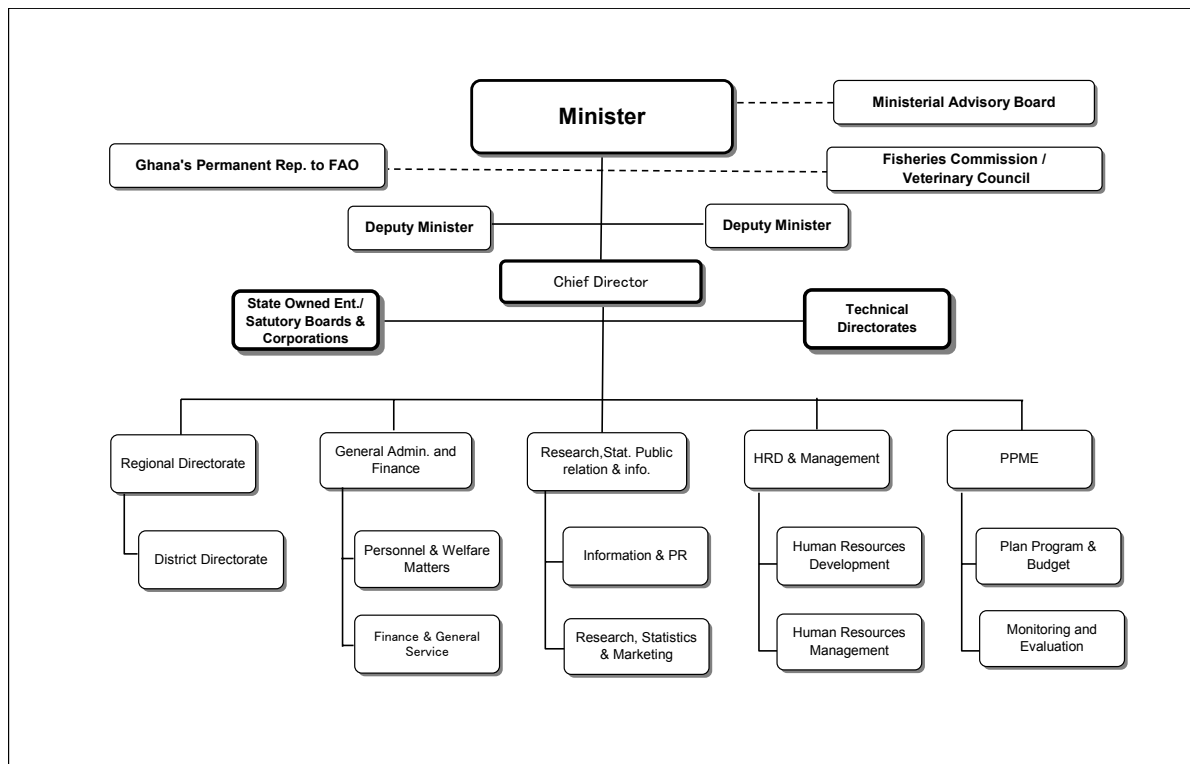 Minister
Ministerial Advisory Board
Ghana's Permanent Rep. to FAO
Fisheries Commission /
Veterinary Council
Deputy Minister
Deputy Minister
Chief Director
State Owned Ent./
Satutory Boards &
Corporations
Technical
Directorates
Regional Directorate
General Admin. and
Finance
Research,Stat. Public
relation & info.
HRD & Management
PPME
District Directorate
Personnel & Welfare
Matters
Information & PR
Human Resources
Development
Plan Program &
Budget
Finance & General
Service
Research, Statistics
& Marketing
Human Resources
Management
Monitoring and
Evaluation